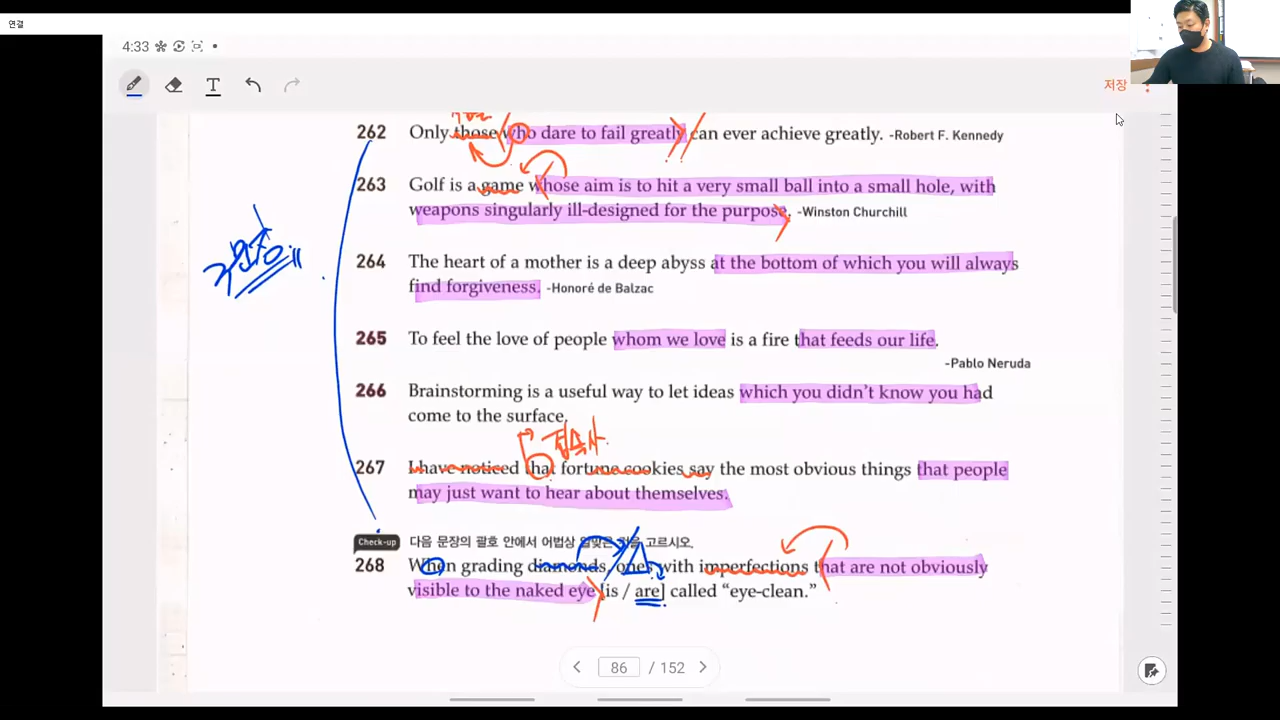 연결
4:33
T
저장
262 Only those who dare to fail greatly can ever achieve greatly. -Robert F. Kennedy
263 Golf is a game whose aim is to hit a very small ball into a small hole, with
weapons singularly ill-designed for the purpose. -Winston Churchill
264 The heart of a mother is a deep abyss at the bottom of which you will always
find forgiveness. -Honoré de Balzac
265 To feel the love of people whom we love is a fire that feeds our life.
-Pablo Neruda
266 Brainstorming is a useful way to let ideas which you didn't know you had
come to the surface.
접속사
267 I have noticed that fortune cookies say the most obvious things that people
may just want to hear about themselves.
Check-up 다음 문장의 괄호 안에서 어법상 알맞은 것을 고르시오.
268 When grading diamonds, ones with imperfections that are not obviously
visible to the naked eye [is / are] called "eye-clean."
86 / 152